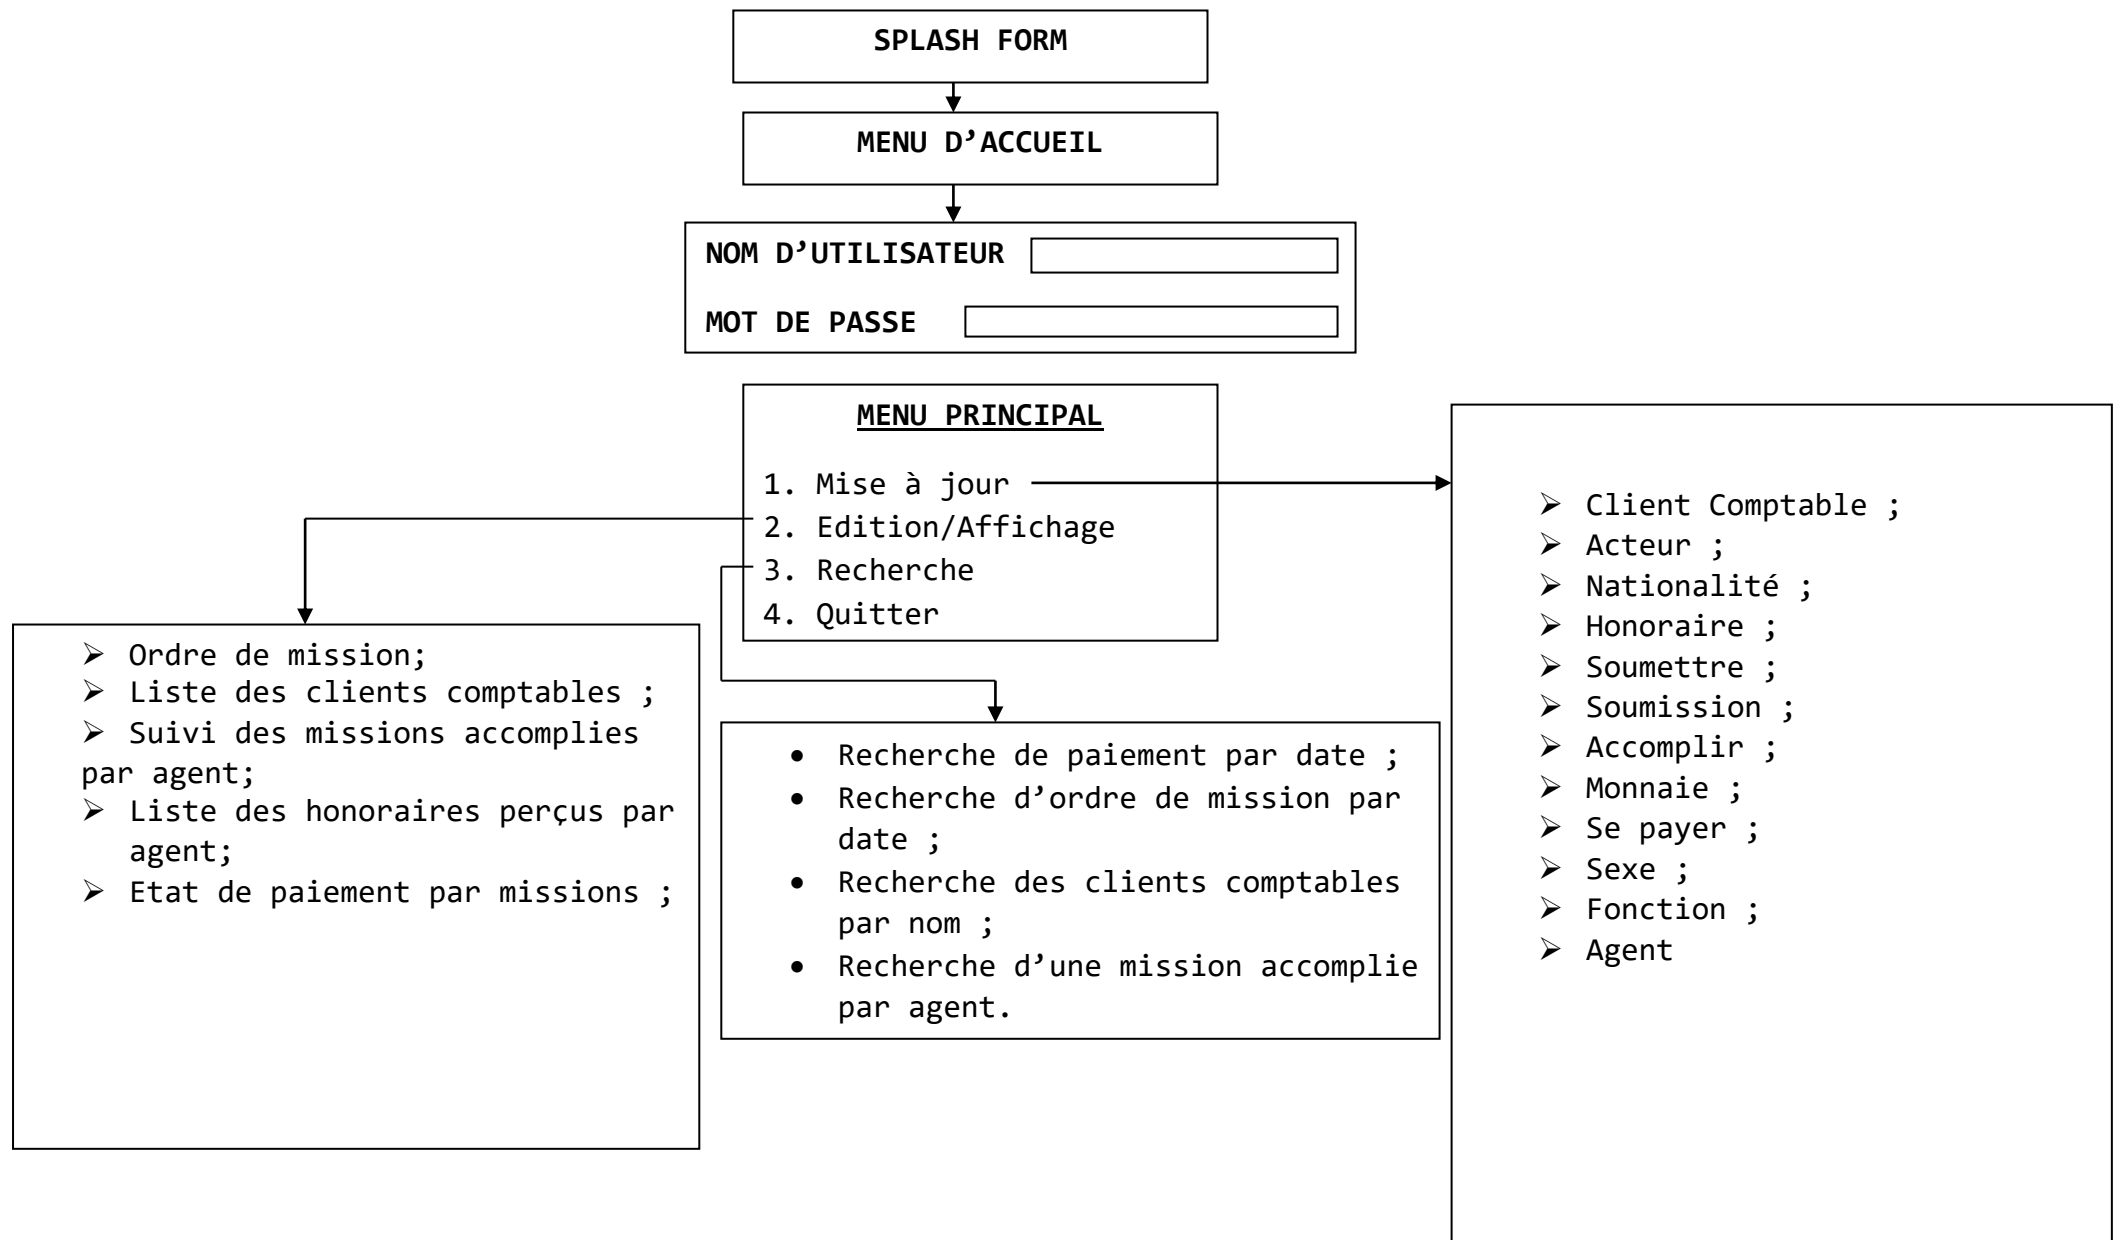 SPLASH FORM
MENU D’ACCUEIL
NOM D’UTILISATEUR
MOT DE PASSE
MENU PRINCIPAL
1. Mise à jour
2. Edition/Affichage
3. Recherche
4. Quitter
➢ Ordre de mission;
➢ Liste des clients comptables ;
➢ Suivi des missions accomplies
par agent;
➢ Liste des honoraires perçus par
agent;
➢ Etat de paiement par missions ;
• Recherche de paiement par date ;
• Recherche d’ordre de mission par
date ;
• Recherche des clients comptables
par nom ;
• Recherche d’une mission accomplie
par agent.
➢ Client Comptable ;
➢ Acteur ;
➢ Nationalité ;
➢ Honoraire ;
➢ Soumettre ;
➢ Soumission ;
➢ Accomplir ;
➢ Monnaie ;
➢ Se payer ;
➢ Sexe ;
➢ Fonction ;
➢ Agent